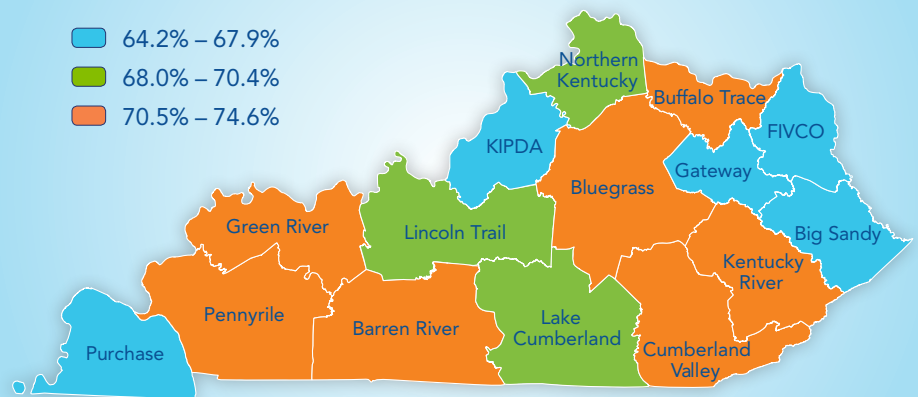 64.2% – 67.9%
68.0% – 70.4%
70.5% – 74.6%
Northern
Kentucky
Buffalo Trace
FIVCO
KIPDA
Gateway
Bluegrass
Green River
Lincoln Trail
Big Sandy
Kentucky
River
Pennyrile
Barren River
Lake
Cumberland
Purchase
Cumberland
Valley